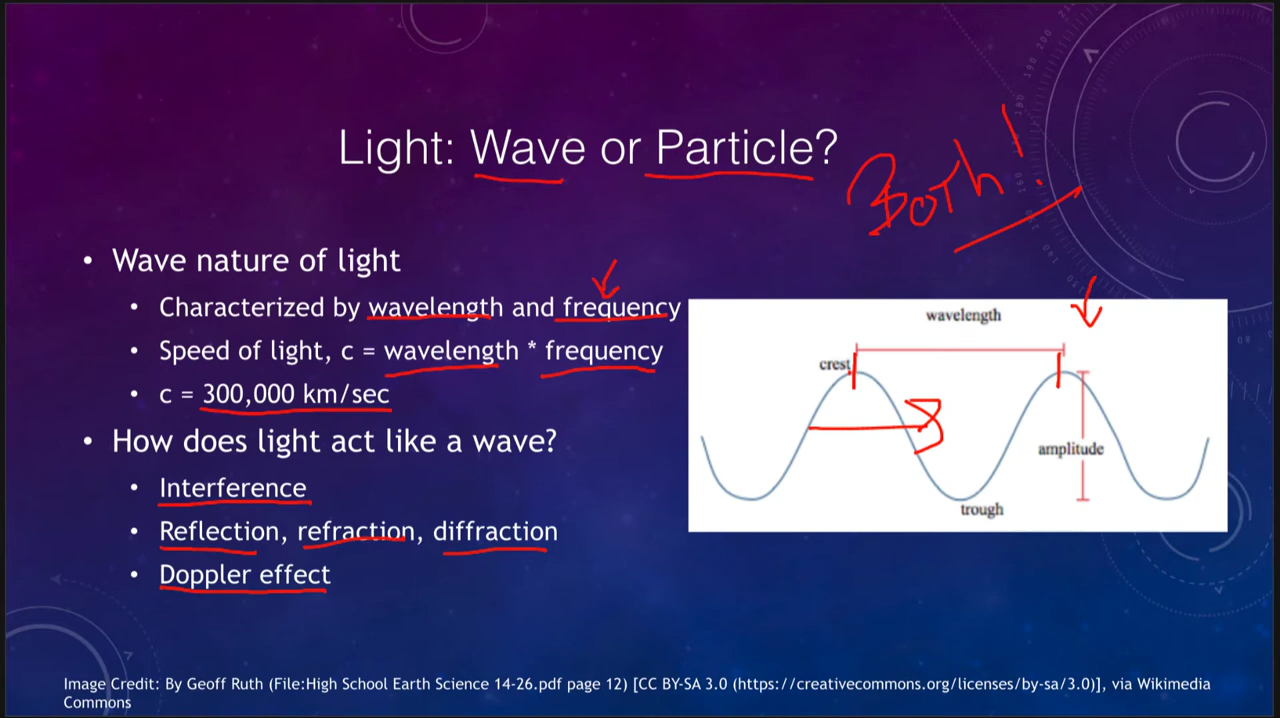 Light: Wave or Particle?
Both!
• Wave nature of light
• Characterized by wavelength and frequency
• Speed of light, c = wavelength * frequency
• c = 300,000 km/sec
• How does light act like a wave?
• Interference
• Reflection, refraction, diffraction
• Doppler effect
wavelength
crest
amplitude
trough
Image Credit: By Geoff Ruth (File:High School Earth Science 14-26.pdf page 12) [CC BY-SA 3.0 (https://creativecommons.org/licenses/by-sa/3.0)], via Wikimedia
Commons